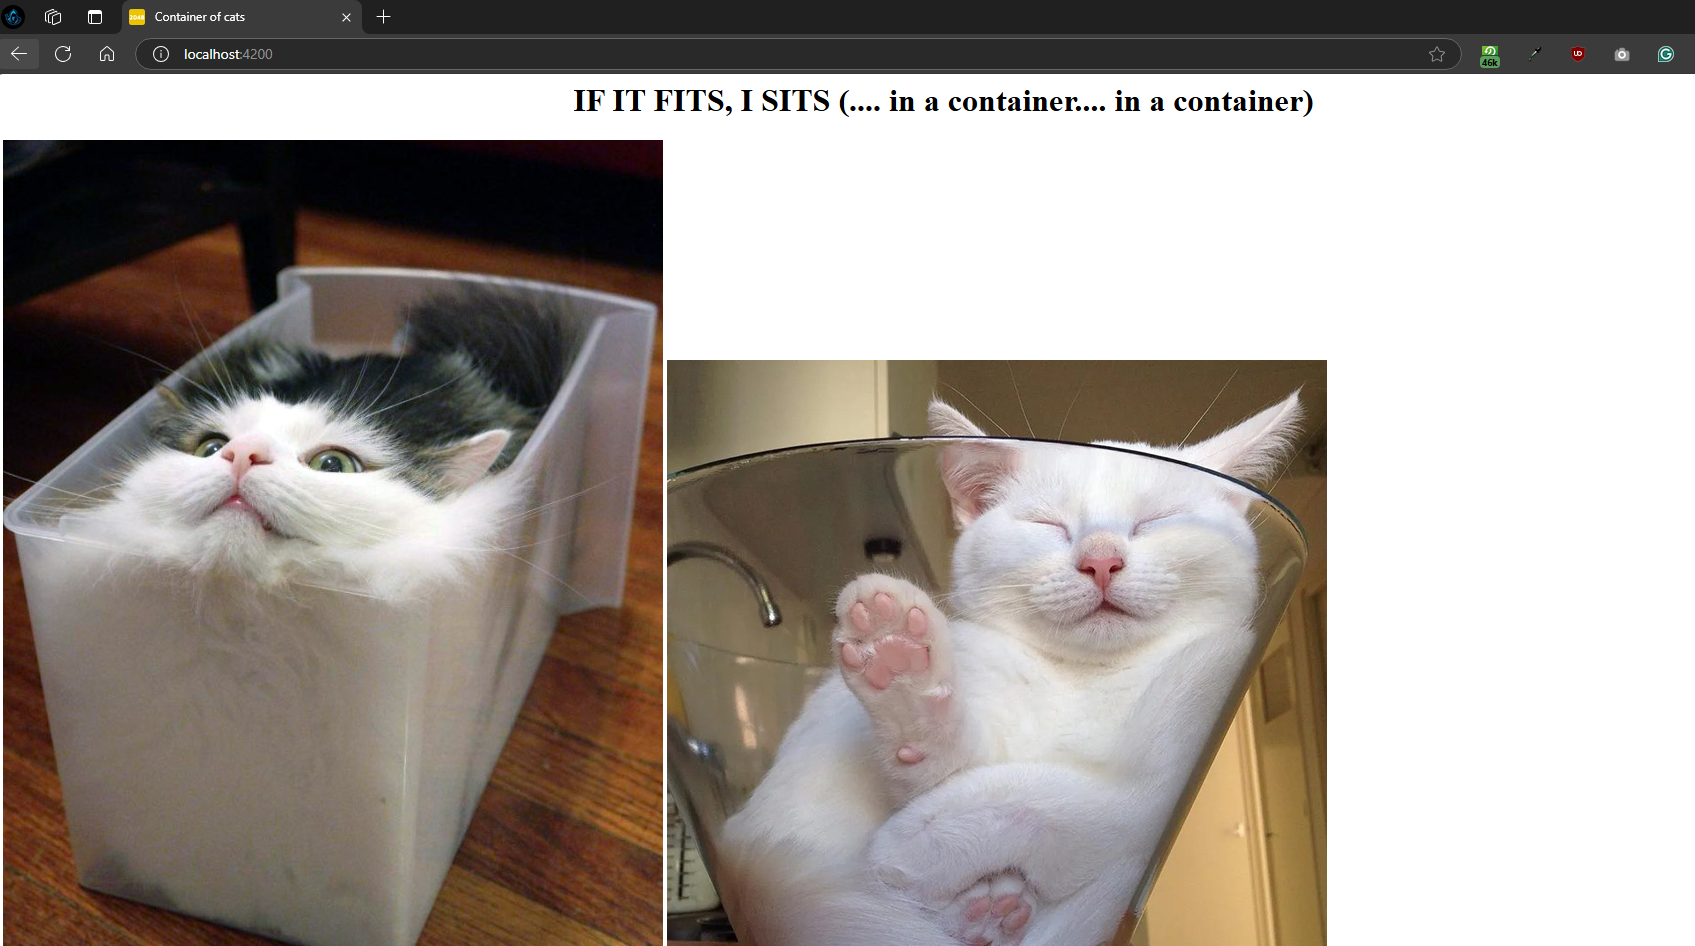 Container of cats
localhost:4200
46k
IF IT FITS, I SITS (.... in a container.... in a container)